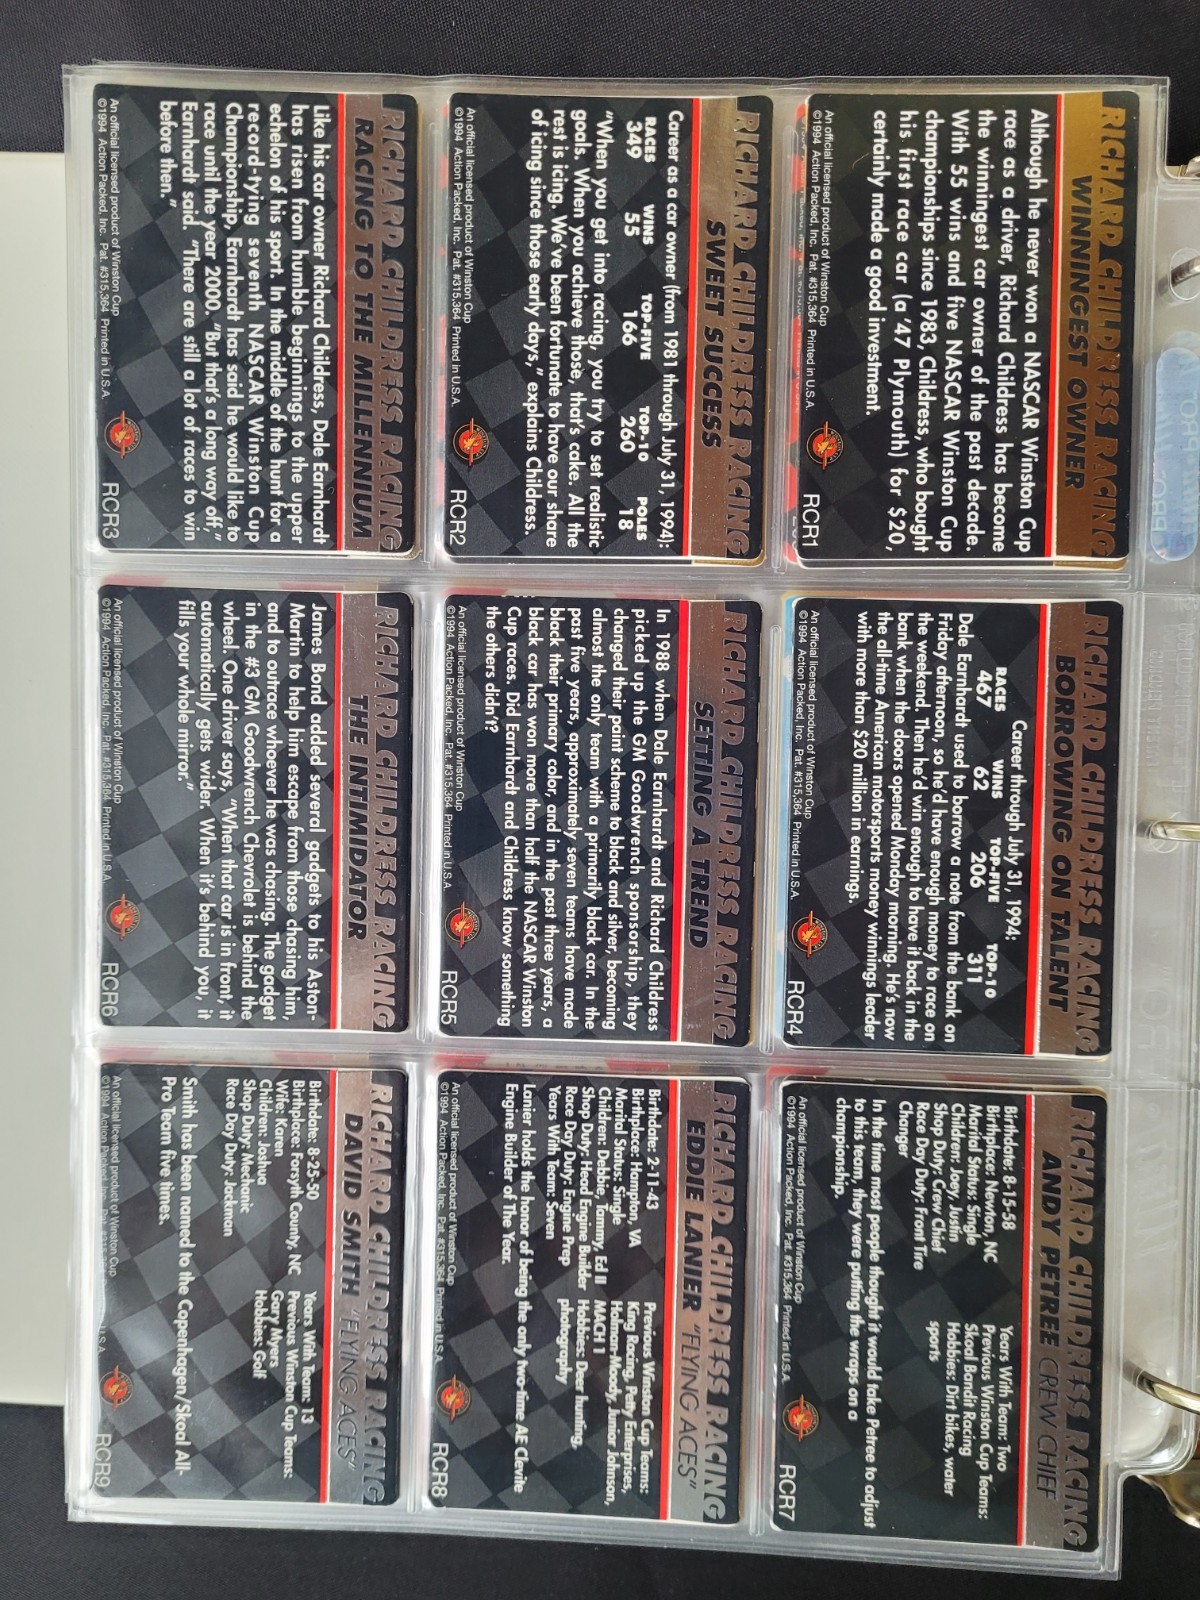 RICHARD CHILDRESS RACING
WINNINGEST OWNER
Although he never won a NASCAR Winston Cup
race as a driver, Richard Childress has become
the winningest car owner of the past decade.
With 55 wins and five NASCAR Winston Cup
championships since 1983, Childress, who bought
his first race car (a '47 Plymouth) for $20,
certainly made a good investment.
An official licensed product of Winston Cup
©1994 Action Packed, Inc. Pat. #315,364 Printed in U.S.A.
RCR1
RICHARD CHILDRESS RACING
SWEET SUCCESS
Career as a car owner (from 1981 through July 31, 1994):
RACES WINS TOP-FIVE TOP-10 POLES
349 55 166 260 18
"When you get into racing, you try to set realistic
goals. When you achieve those, that's cake. All the
rest is icing. We've been fortunate to have our share
of icing since those early days," explains Childress.
An official licensed product of Winston Cup
©1994 Action Packed, Inc. Pat. #315,364 Printed in U.S.A.
RCR2
RICHARD CHILDRESS RACING
RACING TO THE MILLENNIUM
Like his car owner Richard Childress, Dale Earnhardt
has risen from humble beginnings to the upper
echelon of his sport. In the middle of the hunt for a
record-tying seventh NASCAR Winston Cup
Championship, Earnhardt has said he would like to
race until the year 2000. "But that's a long way off,"
Earnhardt said. "There are still a lot of races to win
before then."
An official licensed product of Winston Cup
©1994 Action Packed, Inc. Pat. #315,364 Printed in U.S.A.
RCR3
RICHARD CHILDRESS RACING
BORROWING ON TALENT
Career through July 31, 1994:
RACES WINS TOP-FIVE TOP-10
467 62 206 311
Dale Earnhardt used to borrow a note from the bank on
Friday afternoon, so he'd have enough money to race on
the weekend. Then he'd win enough to have it back in the
bank when the doors opened Monday morning. He's now
the all-time American motorsports money winnings leader
with more than $20 million in earnings.
An official licensed product of Winston Cup
©1994 Action Packed, Inc. Pat. #315,364 Printed in U.S.A.
RCR4
RICHARD CHILDRESS RACING
SETTING A TREND
In 1988 when Dale Earnhardt and Richard Childress
picked up the GM Goodwrench sponsorship, they
changed their paint scheme to black and silver, becoming
almost the only team with a primarily black car. In the
past five years, approximately seven teams have made
black their primary color, and in the past three years, a
black car has won more than half the NASCAR Winston
Cup races. Did Earnhardt and Childress know something
the others didn't?
An official licensed product of Winston Cup
©1994 Action Packed, Inc. Pat. #315,364 Printed in U.S.A.
RCR5
RICHARD CHILDRESS RACING
THE INTIMIDATOR
James Bond added several gadgets to his Aston-
Martin to help him escape from those chasing him,
and to outrace whoever he was chasing. The gadget
in the #3 GM Goodwrench Chevrolet is behind the
wheel. One driver says, "When that car is in front, it
automatically gets wider. When it's behind you, it
fills your whole mirror."
An official licensed product of Winston Cup
©1994 Action Packed, Inc. Pat. #315,364 Printed in U.S.A.
RCR6
RICHARD CHILDRESS RACING
ANDY PETREE CREW CHIEF
Birthdate: 8-15-58
Birthplace: Newton, NC
Marital Status: Single
Children: Joey, Justin
Shop Duty: Crew Chief
Race Day Duty: Front Tire
Changer
Years With Team: Two
Previous Winston Cup Teams:
Skoal Bandit Racing
Hobbies: Dirt bikes, water
sports
In the time most people thought it would take Petree to adjust
to this team, they were putting the wraps on a
championship.
An official licensed product of Winston Cup
©1994 Action Packed, Inc. Pat. #315,364 Printed in U.S.A.
RCR7
RICHARD CHILDRESS RACING
EDDIE LANIER "FLYING ACES"
Birthdate: 2-11-43
Birthplace: Hampton, VA
Marital Status: Single
Children: Debbie, Tammy, Ed II
Shop Duty: Head Engine Builder
Race Day Duty: Engine Prep
Years With Team: Seven
Previous Winston Cup Teams:
King Racing, Petty Enterprises,
Holman-Moody, Junior Johnson,
MACH 1
Hobbies: Deer hunting,
photography
Lanier holds the honor of being the only two-time AE Clevite
Engine Builder of The Year.
An official licensed product of Winston Cup
©1994 Action Packed, Inc. Pat. #315,364 Printed in U.S.A.
RCR8
RICHARD CHILDRESS RACING
DAVID SMITH "FLYING ACES"
Birthdate: 8-25-50
Birthplace: Forsyth County, NC
Wife: Karen
Children: Joshua
Shop Duty: Mechanic
Race Day Duty: Jackman
Years With Team: 13
Previous Winston Cup Teams:
Gary Myers
Hobbies: Golf
Smith has been named to the Copenhagen/Skoal All-
Pro Team five times.
An official licensed product of Winston Cup
©1994 Action Packed, Inc. U.S.A.
RCR9